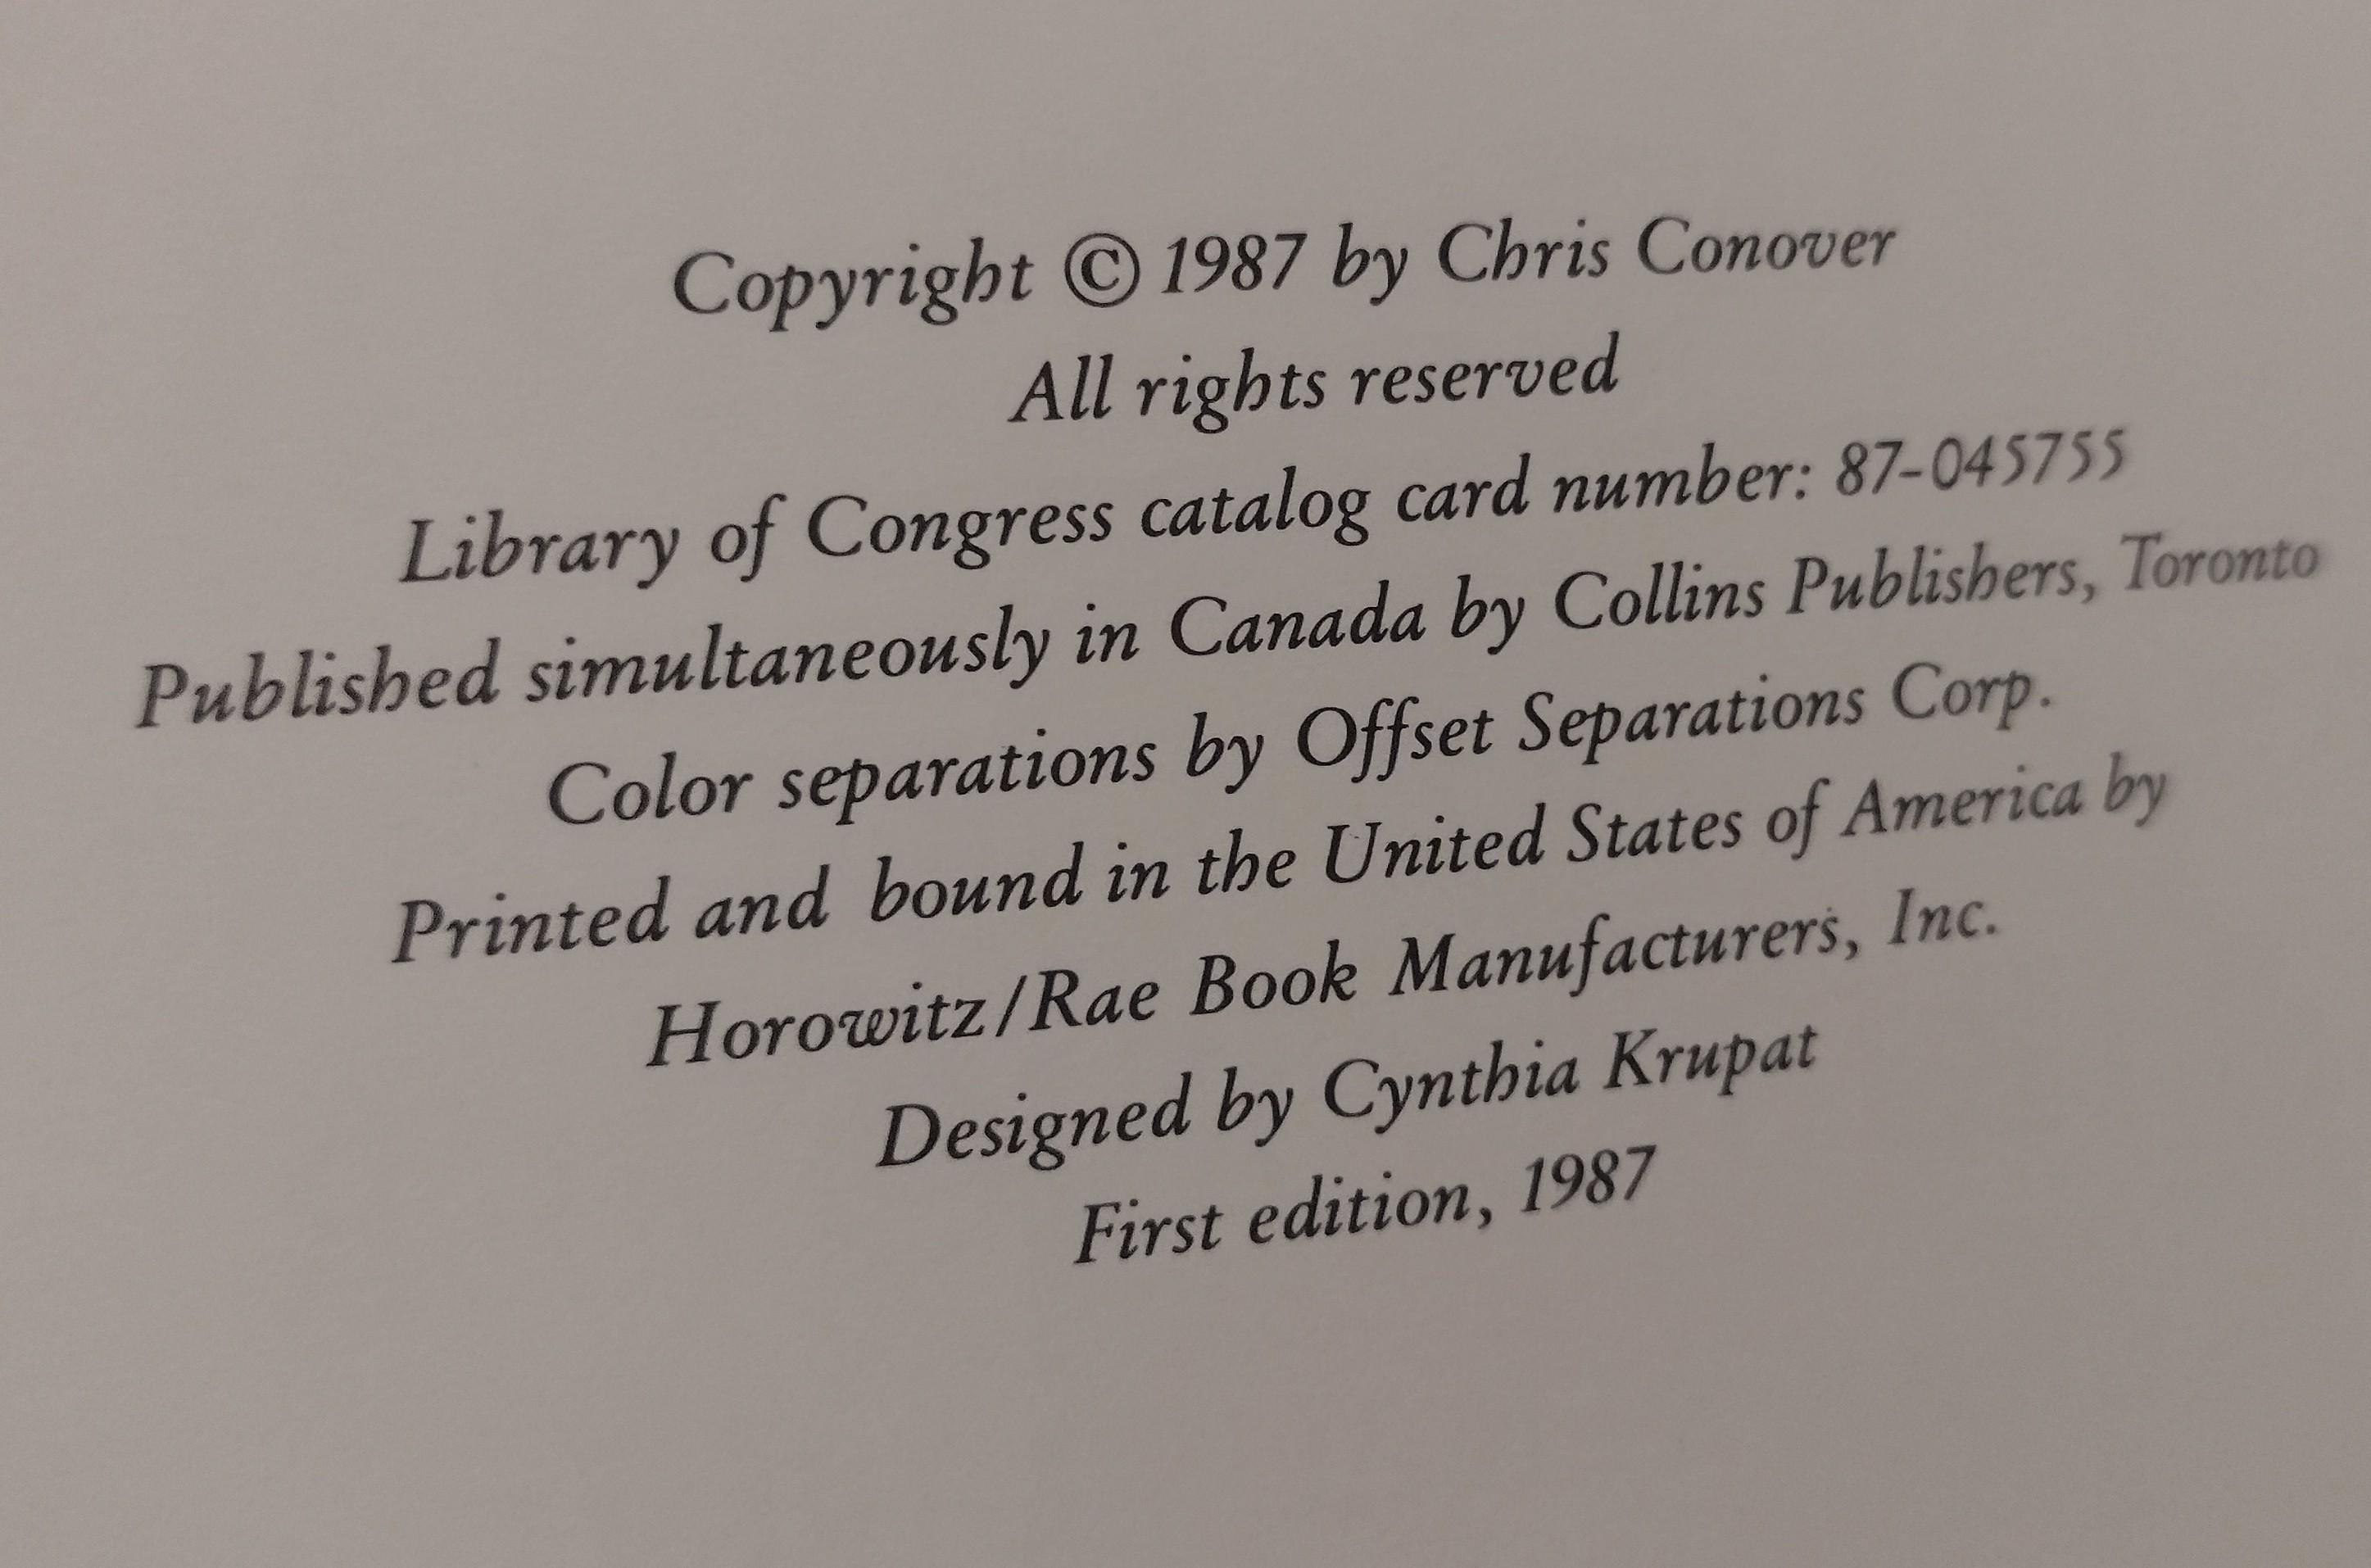 Copyright © 1987 by Chris Conover
All rights reserved
Library of Congress catalog card number: 87-045755
Published simultaneously in Canada by Collins Publishers, Toronto
Color separations by Offset Separations Corp.
Printed and bound in the United States of America by
Horowitz/Rae Book Manufacturers, Inc.
Designed by Cynthia Krupat
First edition, 1987